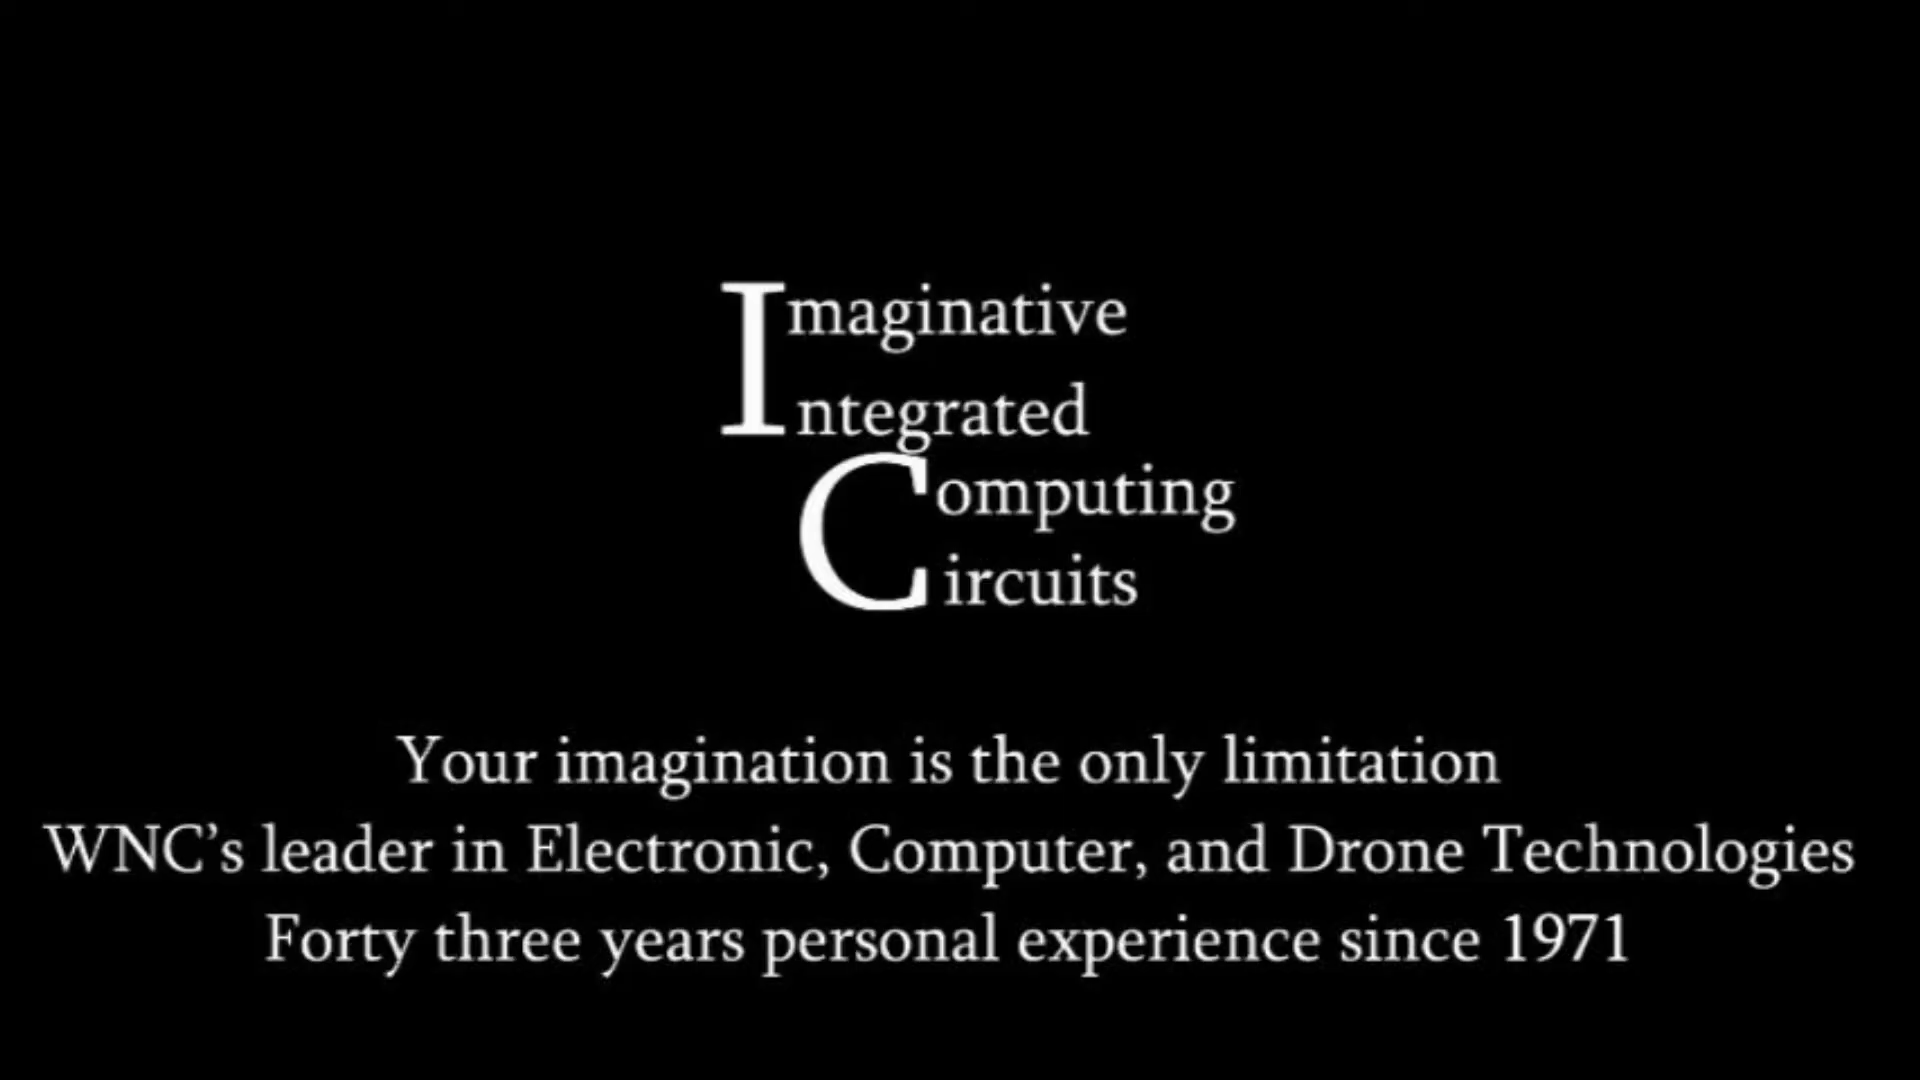 Imaginative
Integrated
Computing
Circuits
Your imagination is the only limitation
WNC’s leader in Electronic, Computer, and Drone Technologies
Forty three years personal experience since 1971